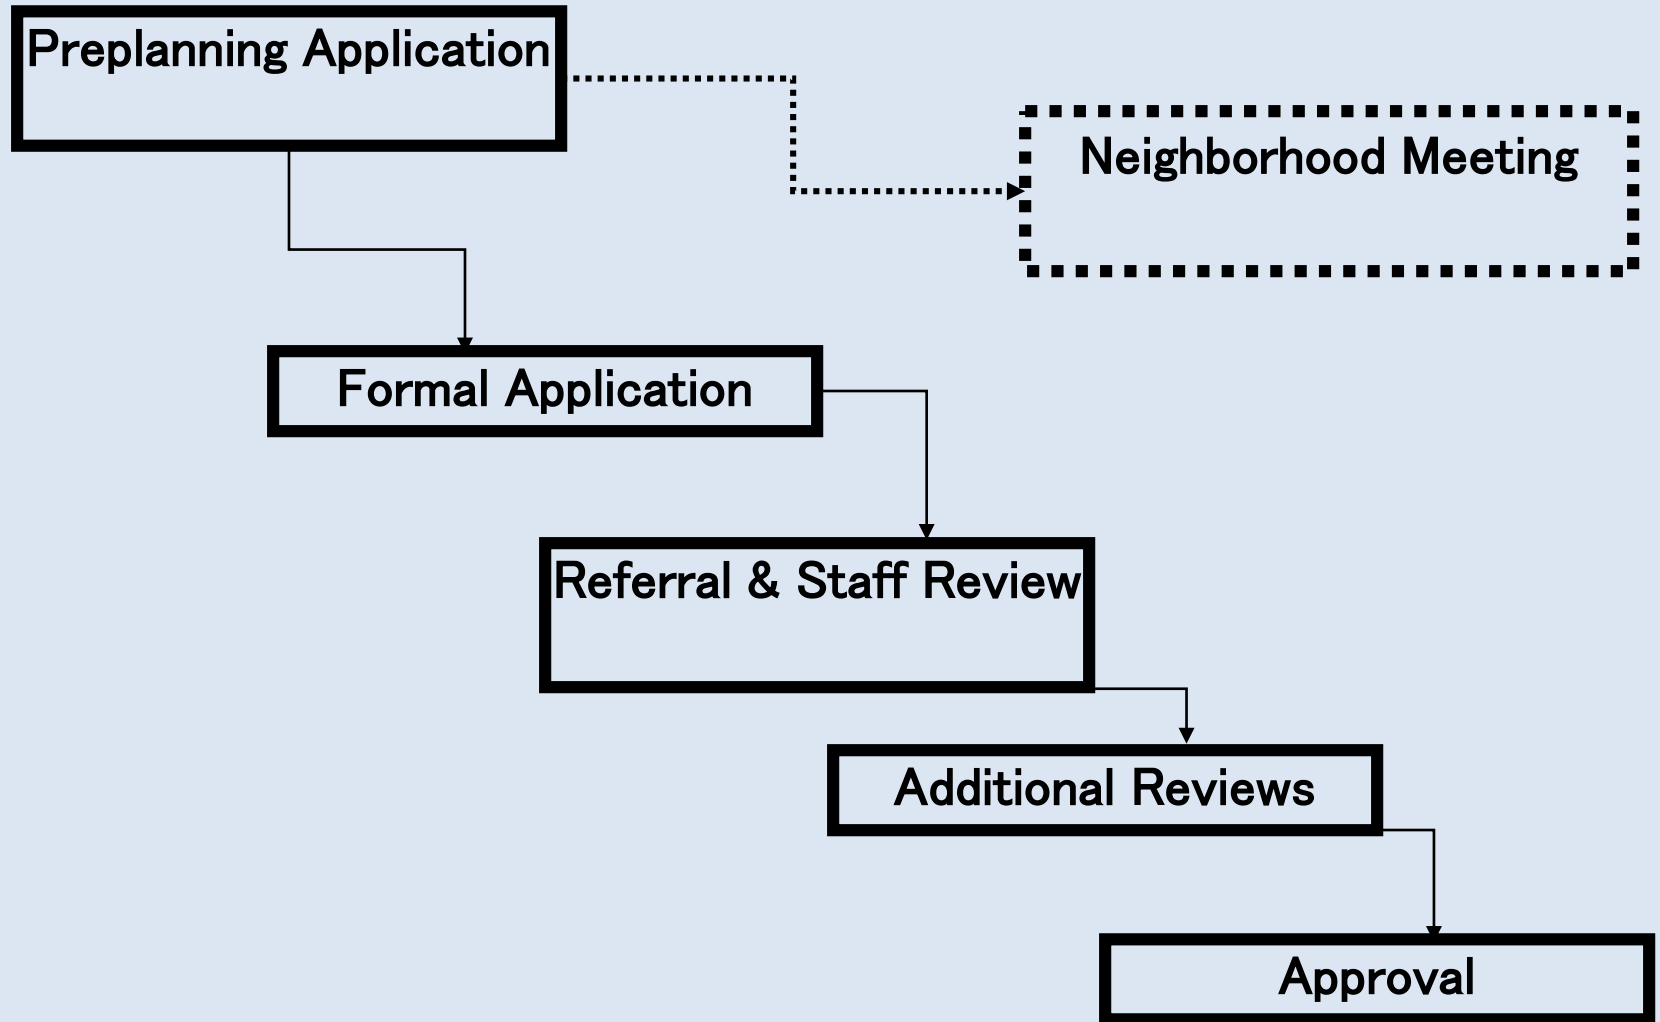 Preplanning Application
Neighborhood Meeting
Formal Application
Referral & Staff Review
Additional Reviews
Approval